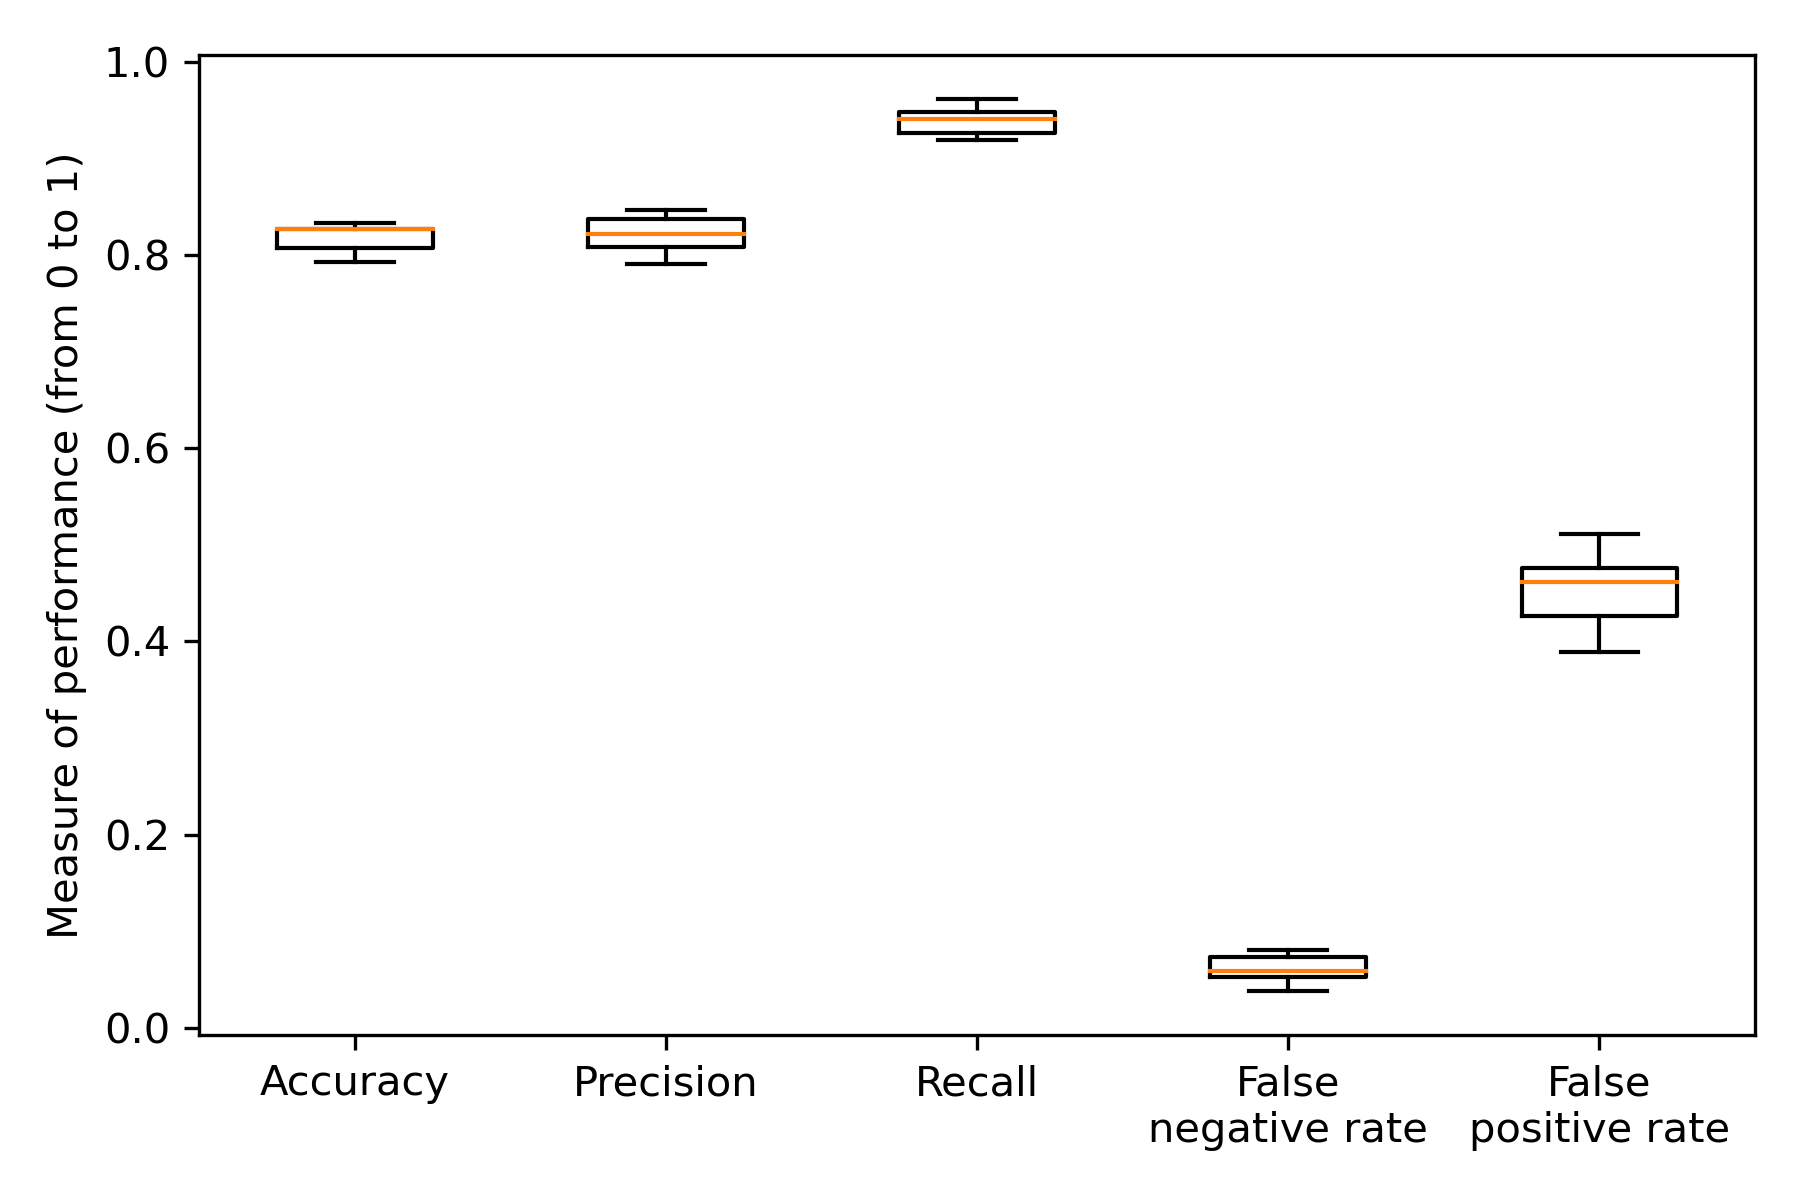 Measure of performance (from 0 to 1)
1.0
0.8
0.6
0.4
0.2
0.0
Accuracy
Precision
Recall
False
negative rate
False
positive rate